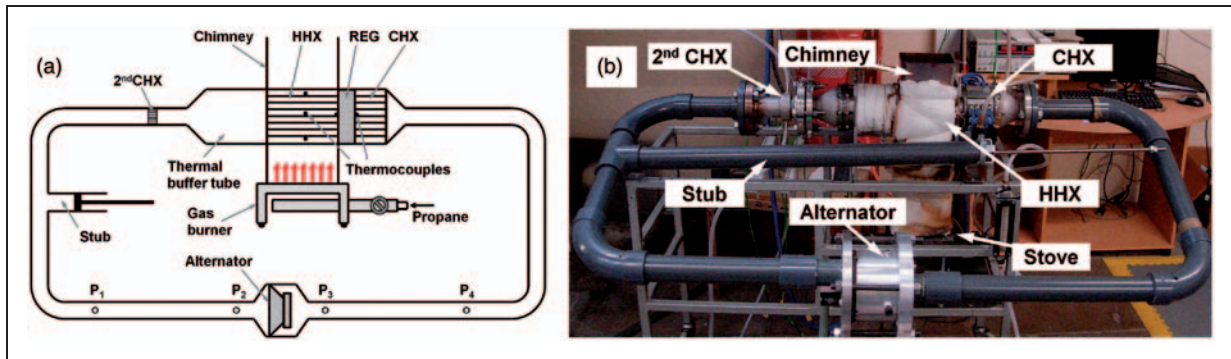 (a)
Chimney
HHX
REG
CHX
2ⁿᵈCHX
Thermal
buffer tube
Thermocouples
Gas
burner
Propane
Stub
Alternator
P₁
P₂
P₃
P₄
(b)
2ⁿᵈ CHX
Chimney
CHX
Stub
HHX
Alternator
Stove